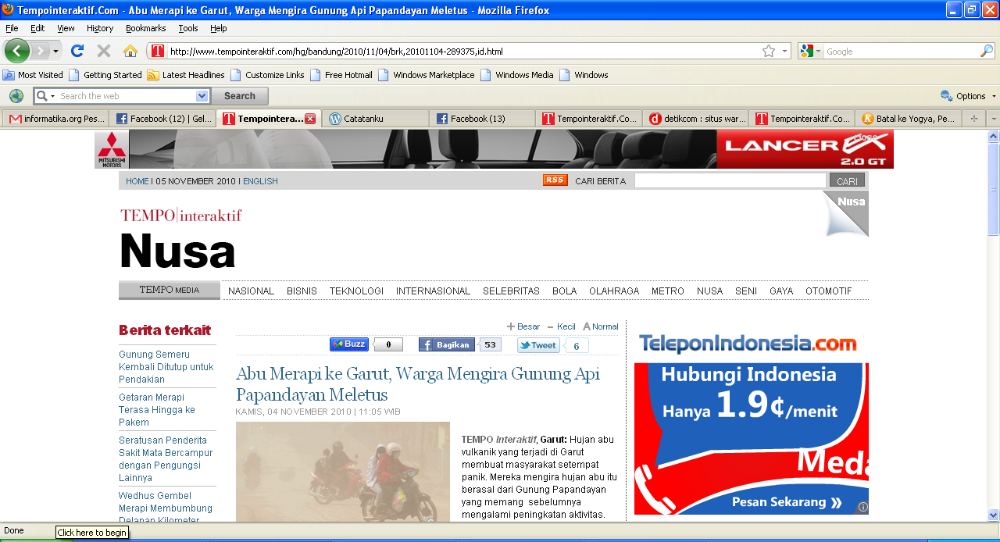 Tempointeraktif.Com - Abu Merapi ke Garut, Warga Mengira Gunung Api Papandayan Meletus - Mozilla Firefox
File Edit View History Bookmarks Tools Help
http://www.tempointeraktif.com/hg/bandung/2010/11/04/brk,20101104-289375,id.html
Google
Most Visited Getting Started Latest Headlines Customize Links Free Hotmail Windows Marketplace Windows Media Windows
Search the web Search Options
informatika.org Pes... Facebook (12) | Gel... Tempointera... Catatanku Facebook (13) Tempointeraktif.Co... detikcom : situs war... Tempointeraktif.Co... Batal ke Yogya, Pe...
MITSUBISHI
MOTORS
close
LANCER EX
2.0 GT
HOME | 05 NOVEMBER 2010 | ENGLISH
RSS CARI BERITA CARI
Nusa
TEMPO interaktif
Nusa
TEMPO MEDIA NASIONAL BISNIS TEKNOLOGI INTERNASIONAL SELEBRITAS BOLA OLAHRAGA METRO NUSA SENI GAYA OTOMOTIF
Berita terkait
Gunung Semeru
Kembali Ditutup untuk
Pendakian
Getaran Merapi
Terasa Hingga ke
Pakem
Seratusan Penderita
Sakit Mata Bercampur
dengan Pengungsi
Lainnya
Wedhus Gembel
Merapi Membumbung
Delapan Kilometer
+ Besar - Kecil A Normal
Buzz 0 Bagikan 53 Tweet 6
Abu Merapi ke Garut, Warga Mengira Gunung Api
Papandayan Meletus
KAMIS, 04 NOVEMBER 2010 | 11:05 WIB
TEMPO Interaktif, Garut: Hujan abu
vulkanik yang terjadi di Garut
membuat masyarakat setempat
panik. Mereka mengira hujan abu itu
berasal dari Gunung Papandayan
yang memang sebelumnya
mengalami peningkatan aktivitas.
TeleponIndonesia.com
Hubungi Indonesia
Hanya 1.9¢/menit
Meda
Pesan Sekarang
Done
Click here to begin